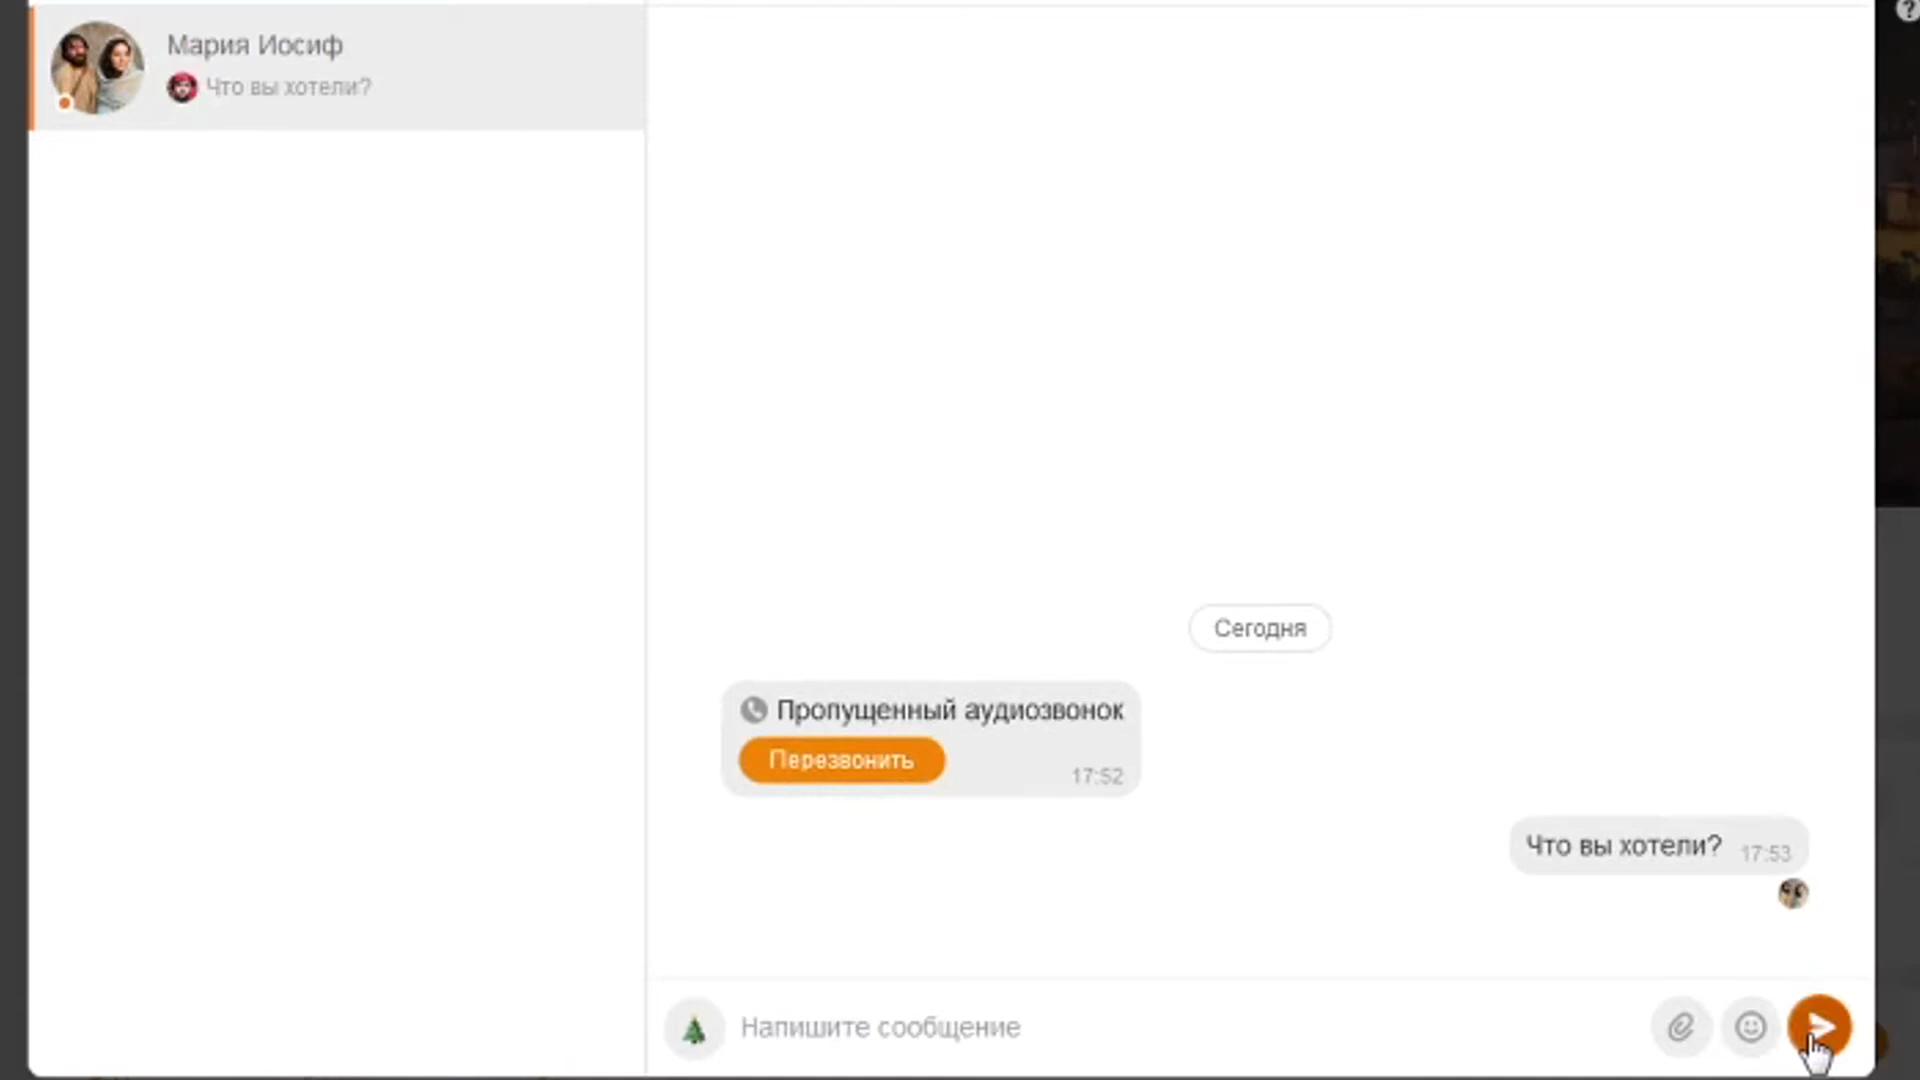 Мария Иосиф
Что вы хотели?
Сегодня
Пропущенный аудиозвонок
Перезвонить
17:52
Что вы хотели? 17:53
Напишите сообщение
?